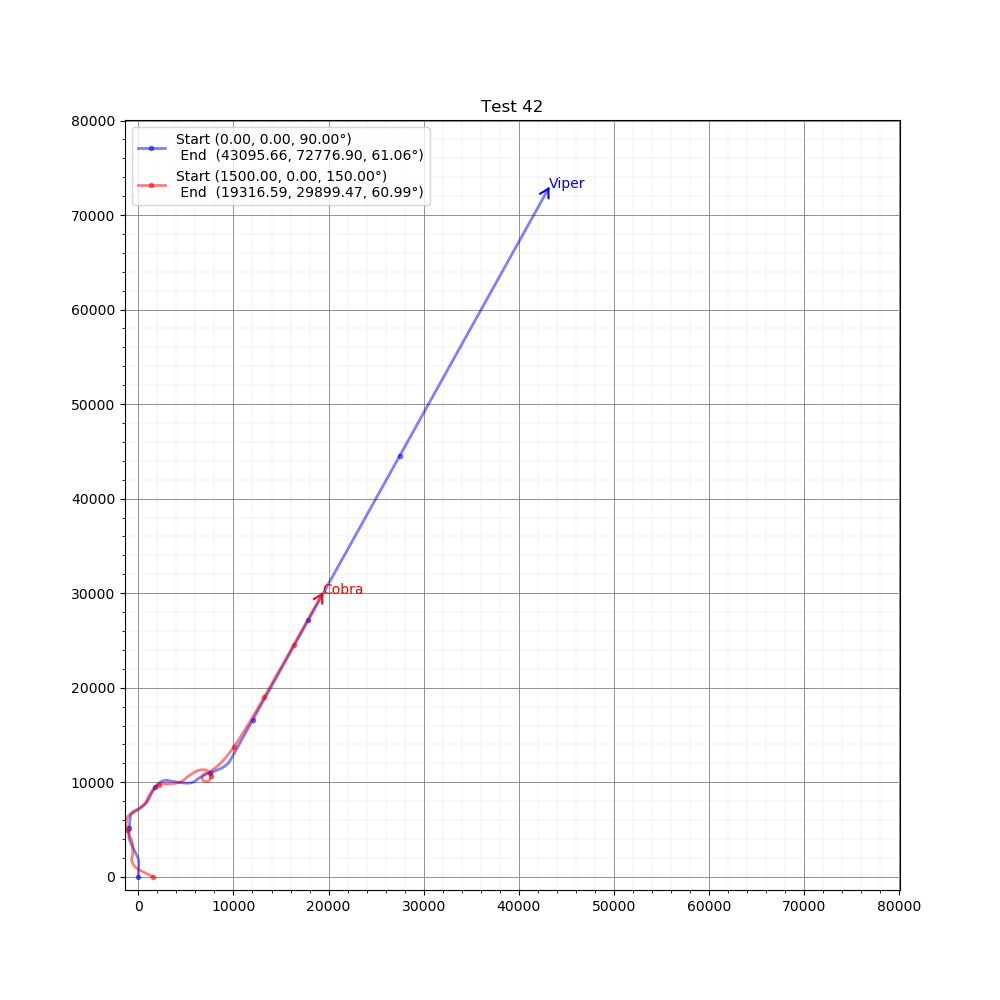 Test 42
80000
70000
60000
50000
40000
30000
20000
10000
0
Start (0.00, 0.00, 90.00°)
End (43095.66, 72776.90, 61.06°)
Start (1500.00, 0.00, 150.00°)
End (19316.59, 29899.47, 60.99°)
Viper
Cobra
0 10000 20000 30000 40000 50000 60000 70000 80000